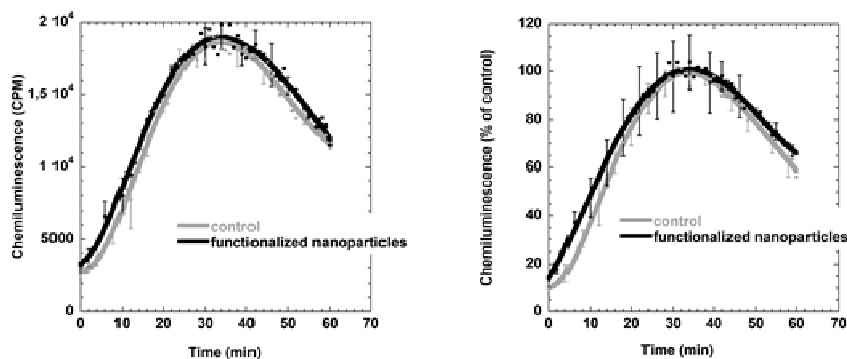 2 10⁴
1,5 10⁴
1 10⁴
5000
0
Chemiluminescence (CPM)
control
functionalized nanoparticles
0 10 20 30 40 50 60 70
Time (min)
120
100
80
60
40
20
0
Chemiluminescence (% of control)
control
functionalized nanoparticles
0 10 20 30 40 50 60 70
Time (min)